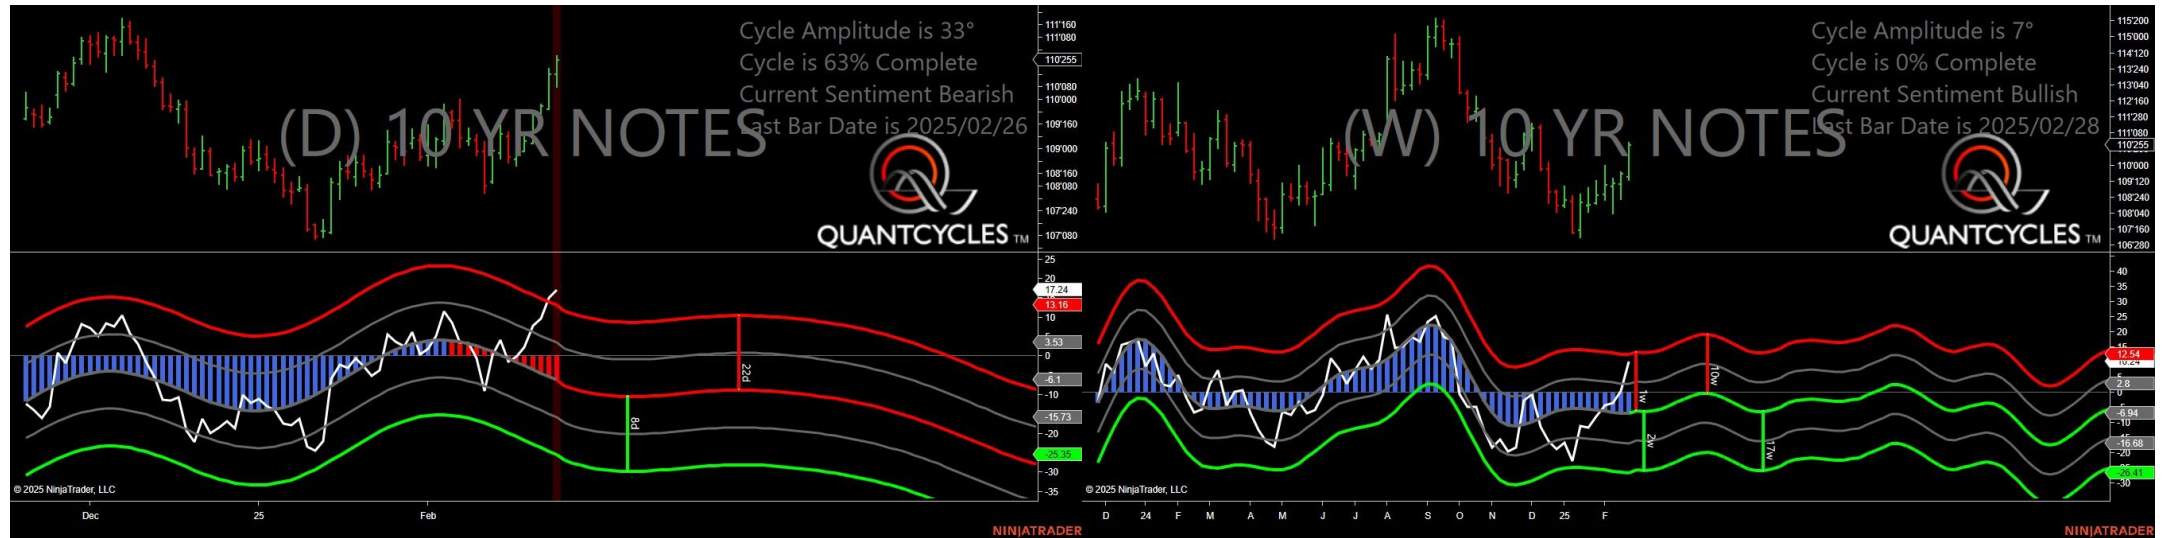 Cycle Amplitude is 33°
Cycle is 63% Complete
Current Sentiment Bearish
Last Bar Date is 2025/02/26
(D) 10 YR NOTES
QUANTCYCLES TM
111'160
111'080
110'255
110'080
110'000
109'160
109'000
108'160
108'080
107'240
107'080
25
20
17.24
13.16
10
3.53
0
-6.1
-10
-15.73
-20
-25.35
-30
-35
22d
8d
© 2025 NinjaTrader, LLC
Dec
25
Feb
NINJATRADER
Cycle Amplitude is 7°
Cycle is 0% Complete
Current Sentiment Bullish
Last Bar Date is 2025/02/28
(W) 10 YR NOTES
QUANTCYCLES TM
115'200
115'000
114'120
113'240
113'040
112'160
111'280
111'080
110'255
110'000
109'120
108'240
108'040
107'160
106'280
40
35
30
25
20
15
12.54
10.24
2.8
0
-6.94
-10
-16.68
-20
-26.41
-30
1w
10w
2w
17w
© 2025 NinjaTrader, LLC
D 24 F M A M J J A S O N D 25 F
NINJATRADER